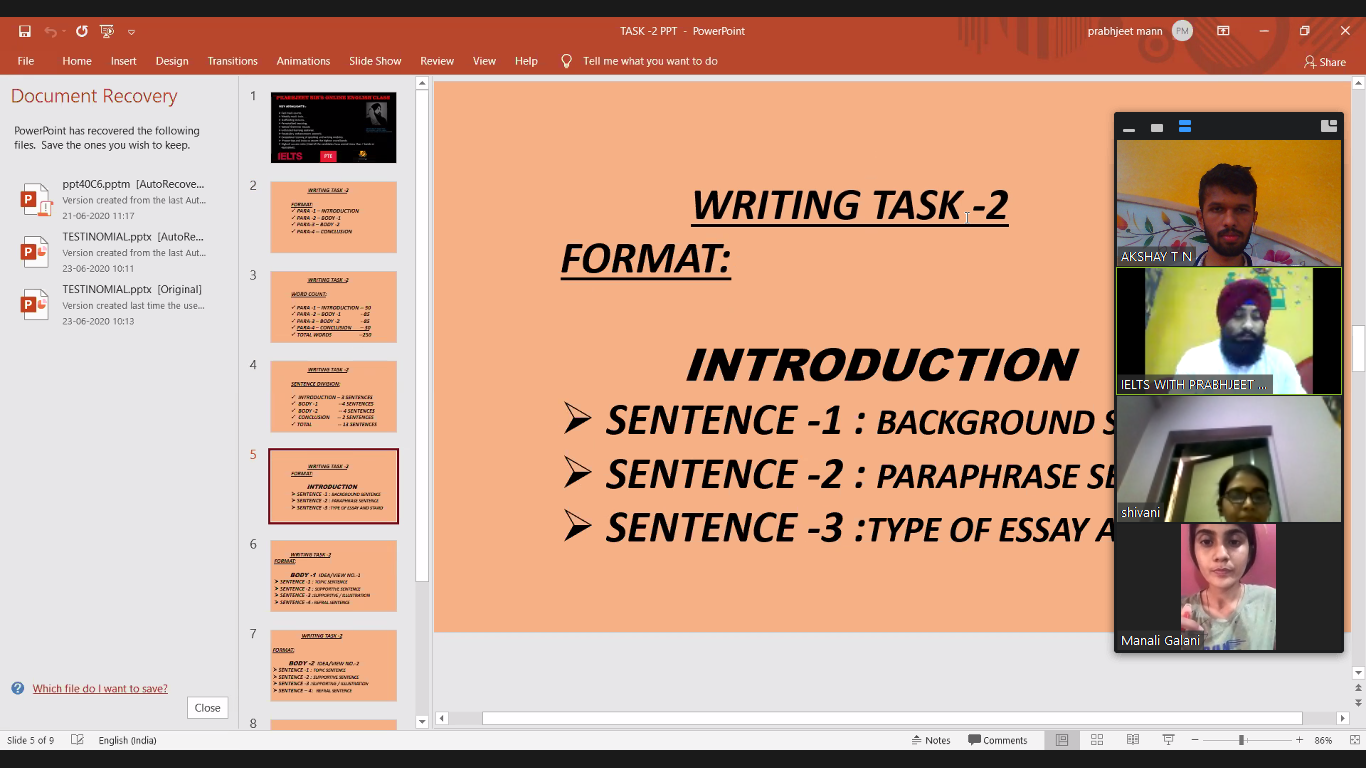 TASK -2 PPT - PowerPoint
prabhjeet mann
PM
File Home Insert Design Transitions Animations Slide Show Review View Help Tell me what you want to do
Share
Document Recovery
PowerPoint has recovered the following
files. Save the ones you wish to keep.
ppt40C6.pptm [AutoRecove...
Version created from the last Aut...
21-06-2020 11:17
TESTINOMIAL.pptx [AutoRe...
Version created from the last Aut...
23-06-2020 10:11
TESTINOMIAL.pptx [Original]
Version created last time the use...
23-06-2020 10:13
Which file do I want to save?
Close
1
PRABHJEET SIR'S ONLINE ENGLISH CLASS
KEY HIGHLIGHTS:
IELTS
PTE
2
WRITING TASK -2
FORMAT:
✓ PARA -1 – INTRODUCTION
✓ PARA -2 – BODY -1
✓ PARA-3 – BODY -2
✓ PARA-4 – CONCLUSION
3
WRITING TASK -2
WORD COUNT:
✓ PARA -1 – INTRODUCTION – 50
✓ PARA -2 – BODY -1 -85
✓ PARA-3 – BODY -2 -85
✓ PARA-4 – CONCLUSION – 30
✓ TOTAL WORDS -250
4
WRITING TASK -2
SENTENCE DIVISION:
✓ INTRODUCTION – 3 SENTENCES
✓ BODY -1 –4 SENTENCES
✓ BODY -2 – 4 SENTENCES
✓ CONCLUSION – 2 SENTENCES
✓ TOTAL – 13 SENTENCES
5
WRITING TASK -2
FORMAT:
INTRODUCTION
➢ SENTENCE -1 : BACKGROUND SENTENCE
➢ SENTENCE -2 : PARAPHRASE SENTENCE
➢ SENTENCE -3 :TYPE OF ESSAY AND STAND
6
WRITING TASK -2
FORMAT:
BODY -1 IDEA/VIEW NO.-1
➢ SENTENCE -1 : TOPIC SENTENCE
➢ SENTENCE -2 : SUPPORTIVE SENTENCE
➢ SENTENCE -3 :SUPPORTIVE / ILLUSTRATION
➢ SENTENCE -4 : REFRAL SENTENCE
7
WRITING TASK -2
FORMAT:
BODY -2 IDEA/VIEW NO.-2
➢ SENTENCE -1 : TOPIC SENTENCE
➢ SENTENCE -2 : SUPPORTIVE SENTENCE
➢ SENTENCE -3 :SUPPORTING / ILLUSTRATION
➢ SENTENCE – 4: REFRAL SENTENCE
8
WRITING TASK -2
FORMAT:
INTRODUCTION
➢ SENTENCE -1 : BACKGROUND S
➢ SENTENCE -2 : PARAPHRASE SE
➢ SENTENCE -3 :TYPE OF ESSAY A
AKSHAY T N
IELTS WITH PRABHJEET ...
shivani
Manali Galani
Slide 5 of 9
English (India)
Notes
Comments
86%